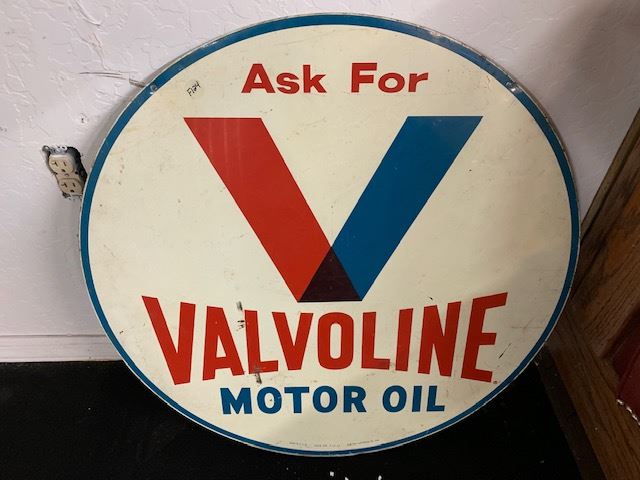 Ask For
VALVOLINE
MOTOR OIL